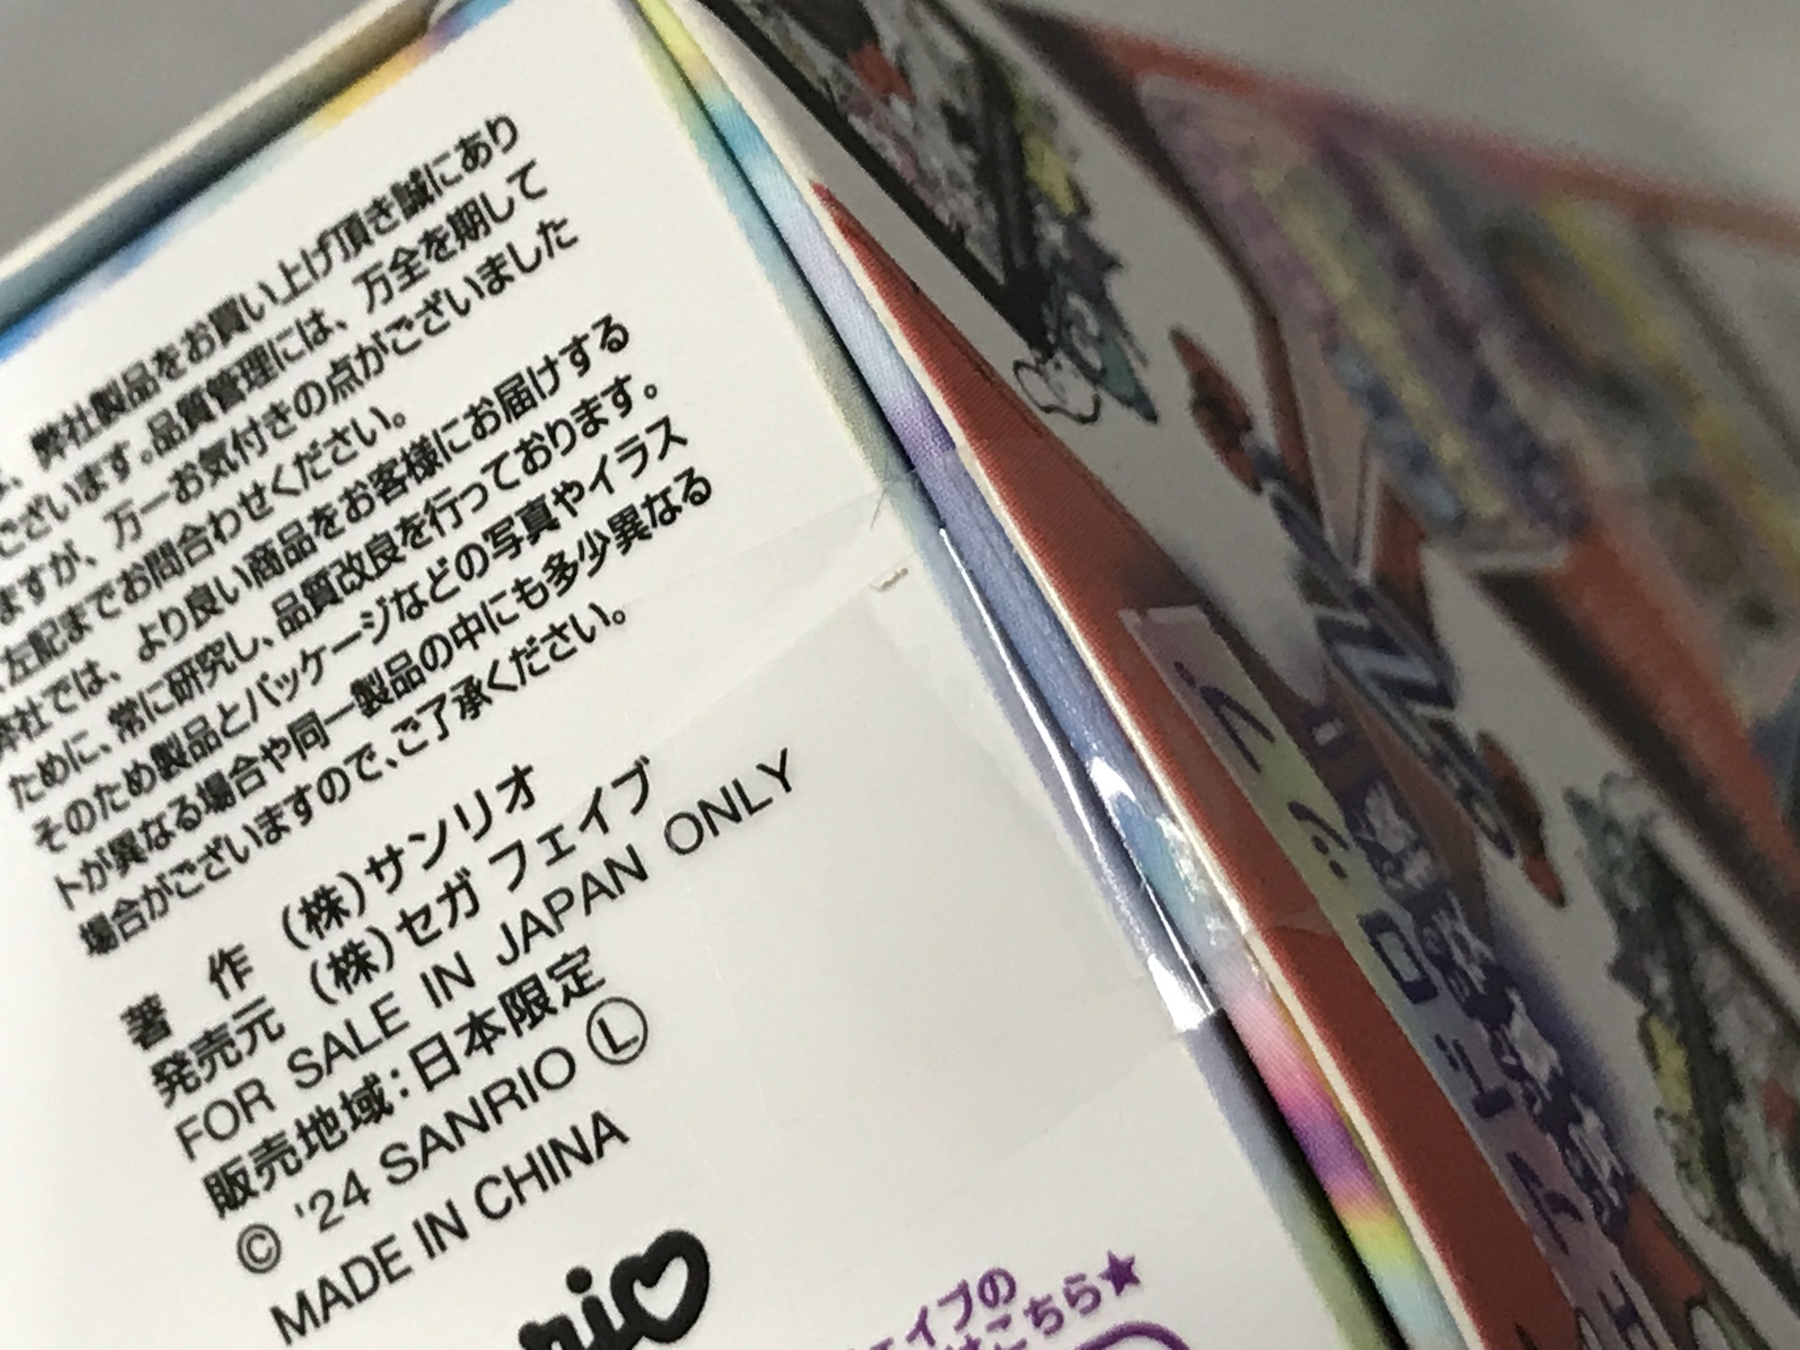 、弊社製品をお買い上げ頂き誠にあり
ございます。品質管理には、万全を期して
ますが、万一お気付きの点がございました
、左記までお問合わせください。
弊社では、より良い商品をお客様にお届けする
ために、常に研究し、品質改良を行っております。
そのため製品とパッケージなどの写真やイラス
トが異なる場合や同一製品の中にも多少異なる
場合がございますので、ご了承ください。
著 作 (株)サンリオ
発売元 (株)セガ フェイブ
FOR SALE IN JAPAN ONLY
販売地域:日本限定
© '24 SANRIO Ⓛ
MADE IN CHINA
rio
ェイブの
はこちら★